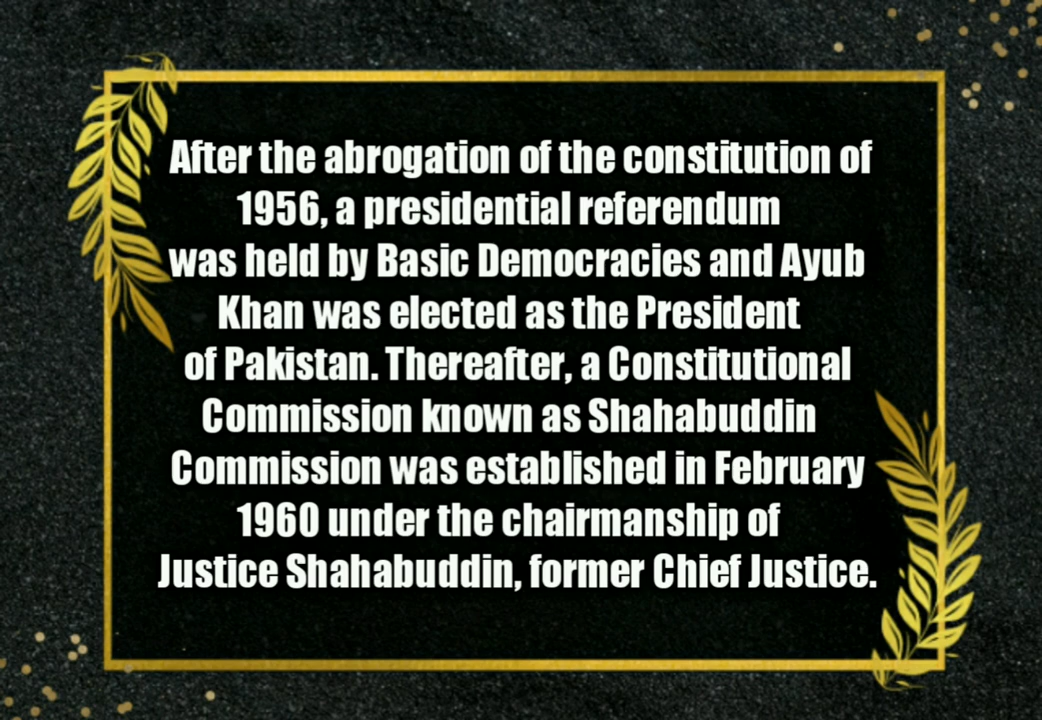 After the abrogation of the constitution of
1956, a presidential referendum
was held by Basic Democracies and Ayub
Khan was elected as the President
of Pakistan. Thereafter, a Constitutional
Commission known as Shahabuddin
Commission was established in February
1960 under the chairmanship of
Justice Shahabuddin, former Chief Justice.